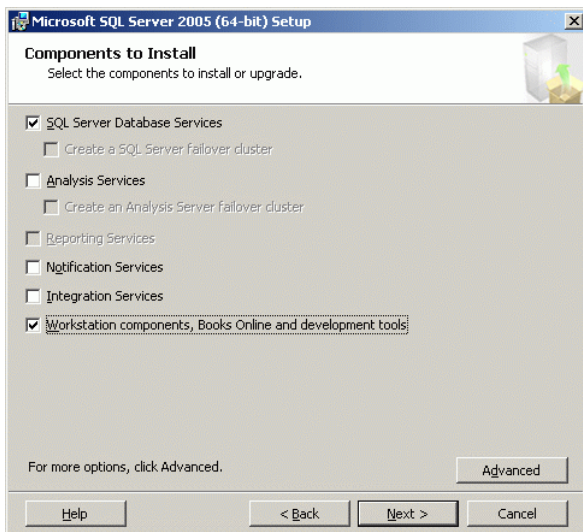 Microsoft SQL Server 2005 (64-bit) Setup
Components to Install
Select the components to install or upgrade.
SQL Server Database Services
Create a SQL Server failover cluster
Analysis Services
Create an Analysis Server failover cluster
Reporting Services
Notification Services
Integration Services
Workstation components, Books Online and development tools
For more options, click Advanced.
Advanced
Help
< Back
Next >
Cancel